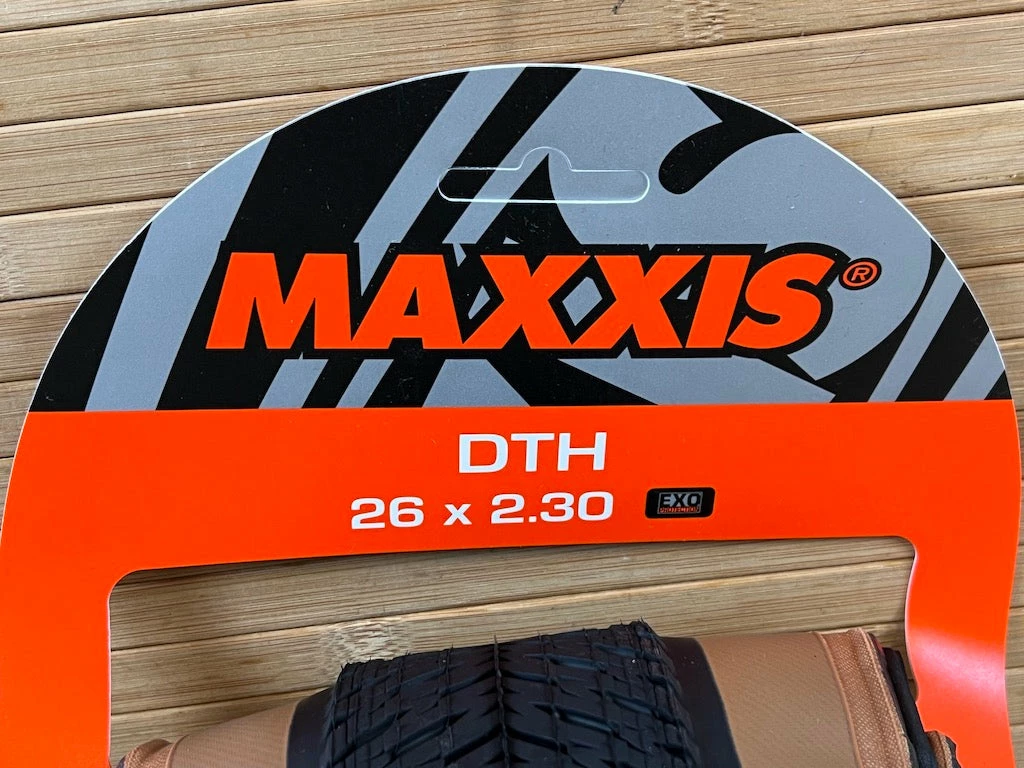 MAXXIS®
DTH
26 x 2.30 EXO